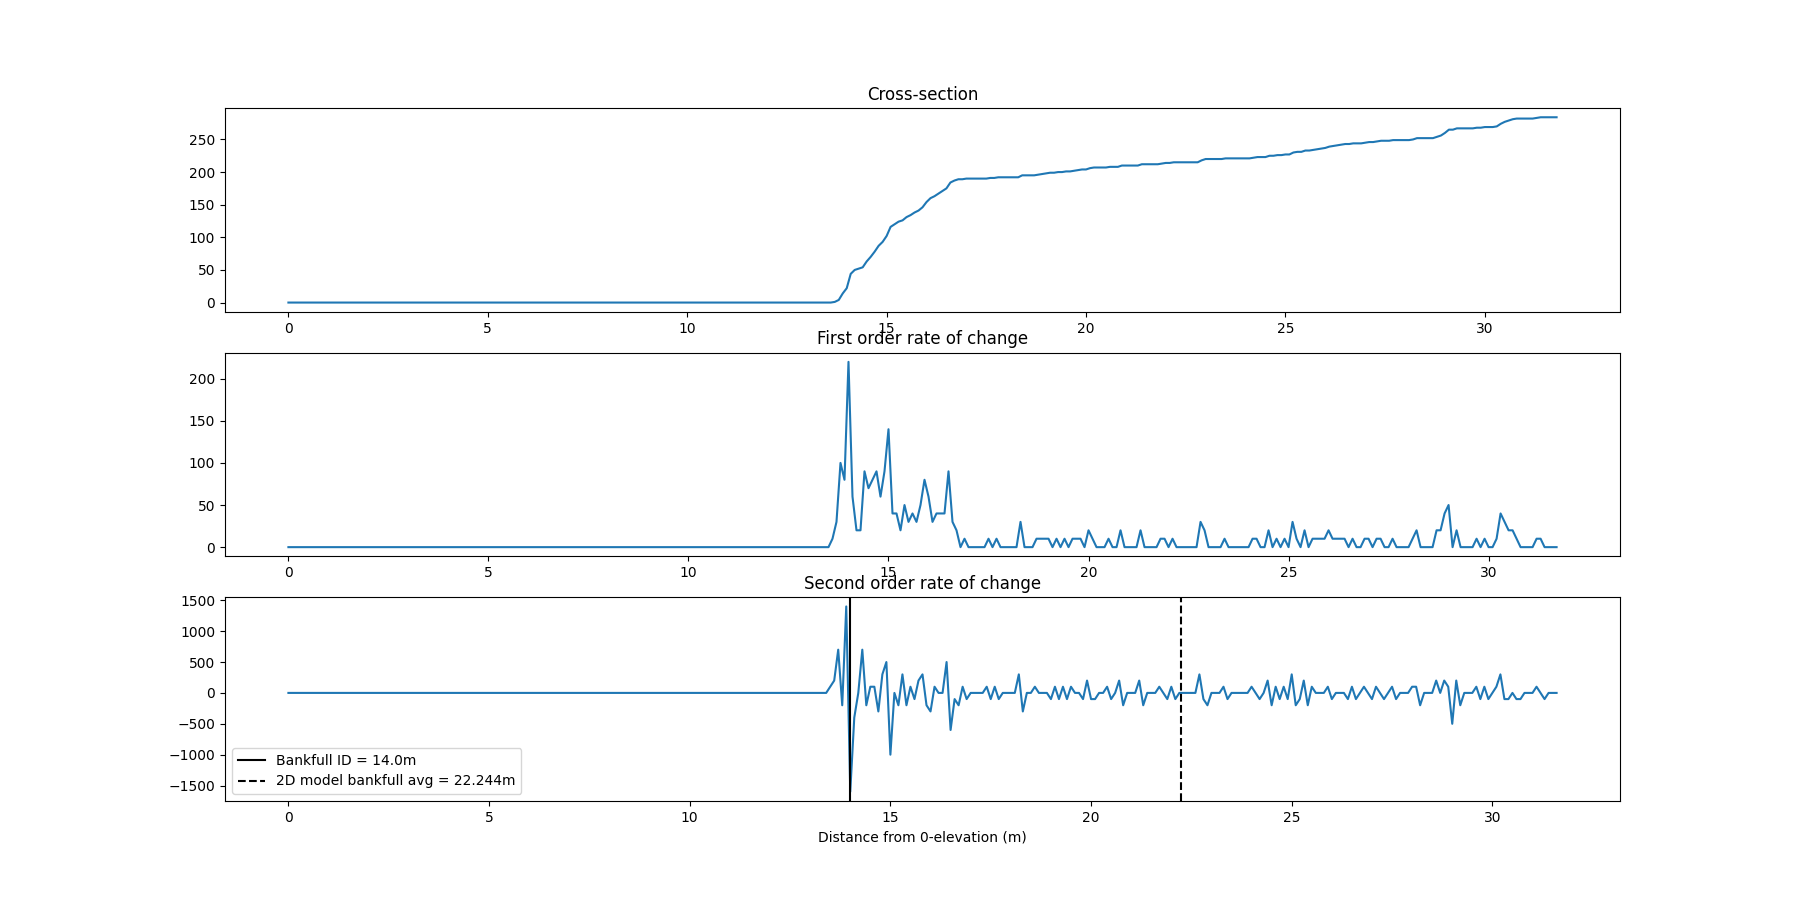 Cross-section
250
200
150
100
50
0
0 5 10 15 20 25 30
First order rate of change
200
150
100
50
0
0 5 10 15 20 25 30
Second order rate of change
1500
1000
500
0
−500
−1000
−1500
Bankfull ID = 14.0m
2D model bankfull avg = 22.244m
0 5 10 15 20 25 30
Distance from 0-elevation (m)